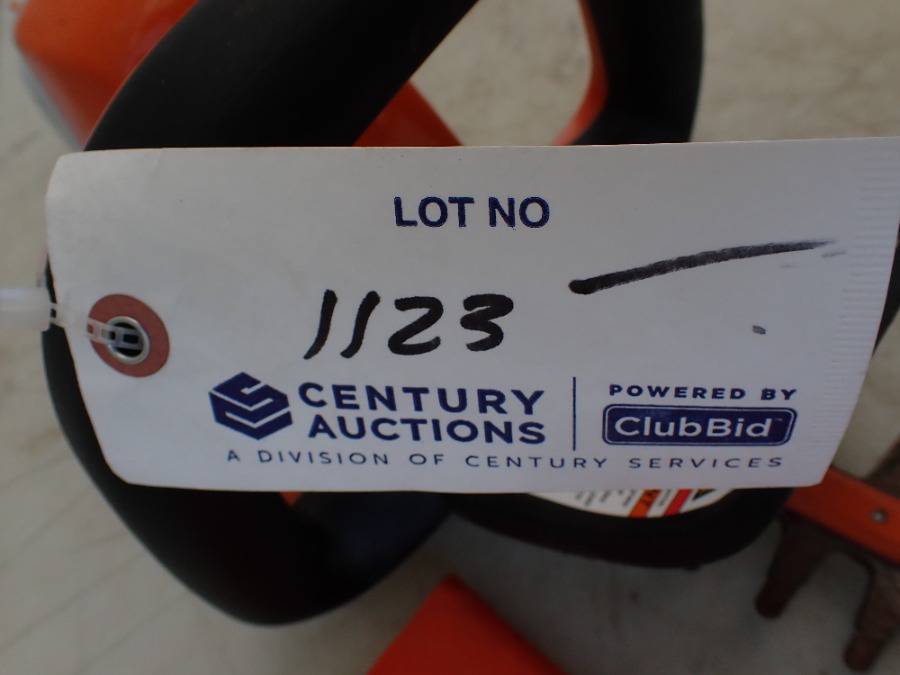 LOT NO
1123
CENTURY AUCTIONS
POWERED BY
ClubBid
A DIVISION OF CENTURY SERVICES